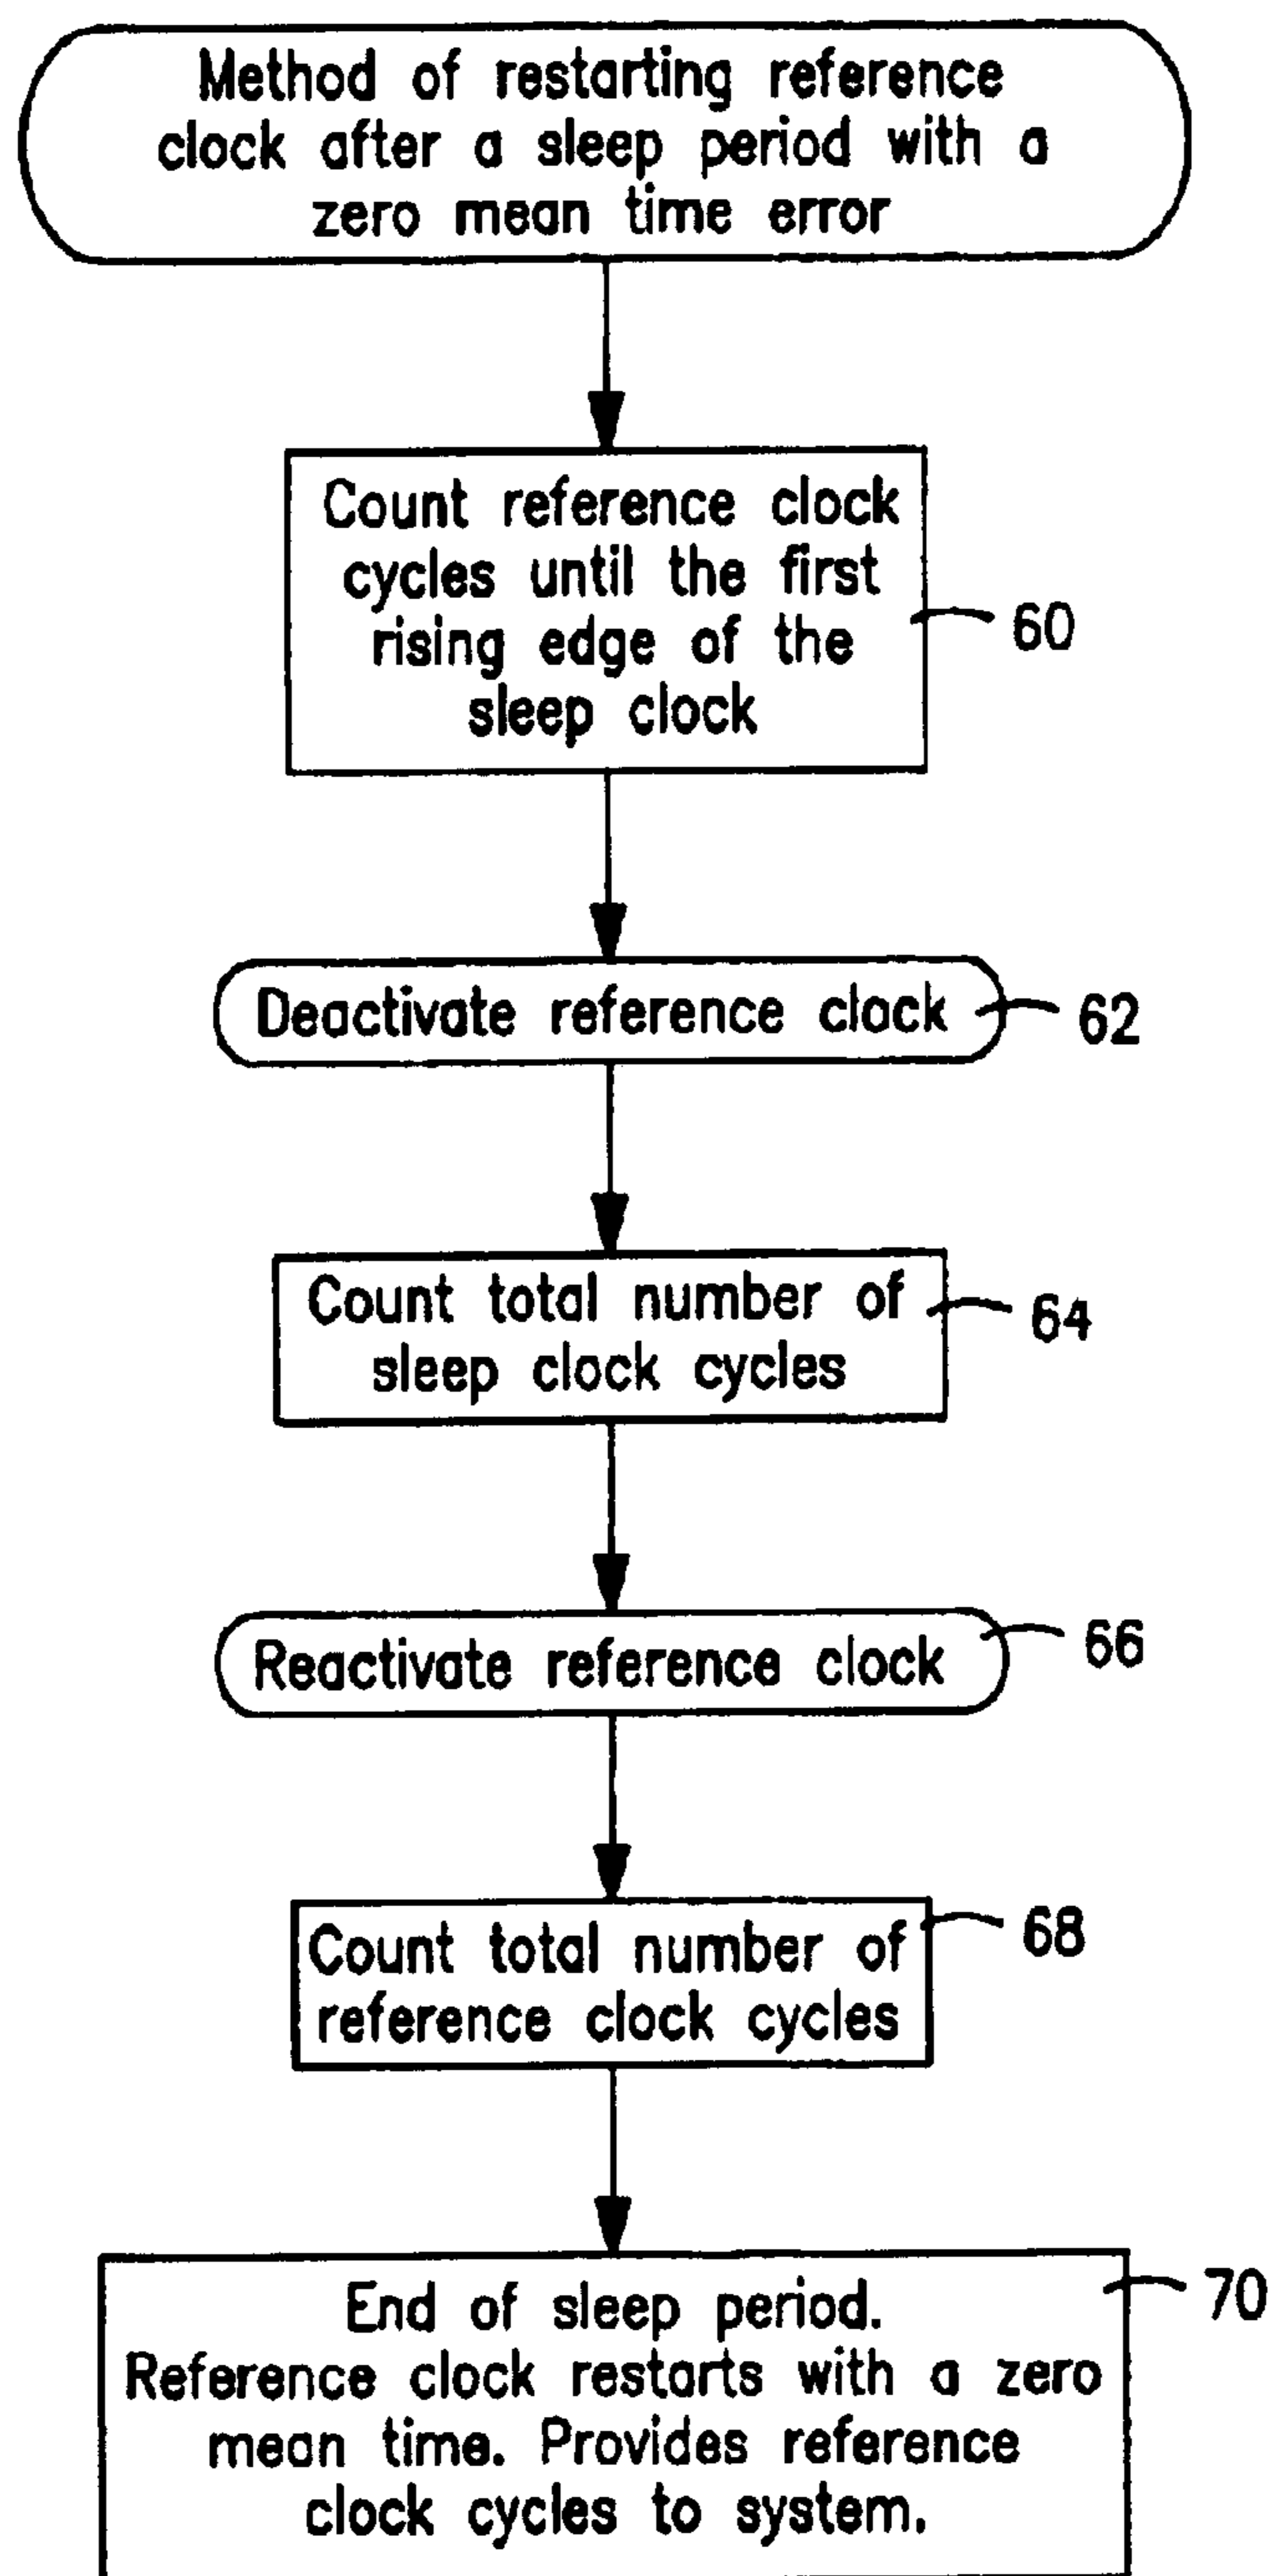 Method of restarting reference
clock after a sleep period with a
zero mean time error
Count reference clock
cycles until the first
rising edge of the
sleep clock
60
Deactivate reference clock
62
Count total number of
sleep clock cycles
64
Reactivate reference clock
66
Count total number of
reference clock cycles
68
End of sleep period.
Reference clock restarts with a zero
mean time. Provides reference
clock cycles to system.
70